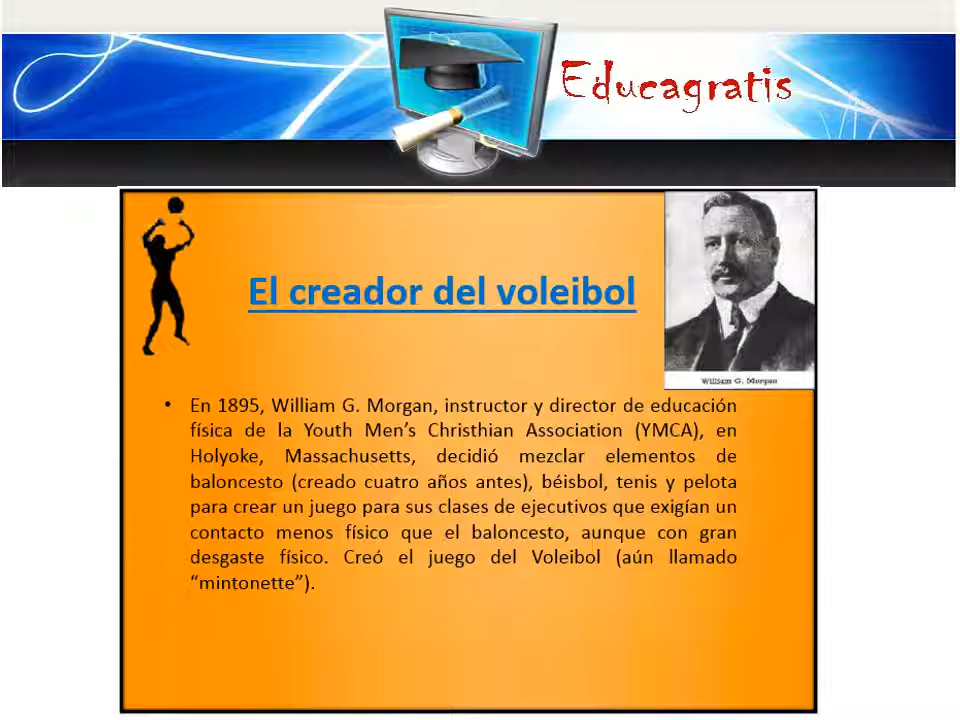 Educagratis
El creador del voleibol
William G. Morgan
• En 1895, William G. Morgan, instructor y director de educación
física de la Youth Men’s Christhian Association (YMCA), en
Holyoke, Massachusetts, decidió mezclar elementos de
baloncesto (creado cuatro años antes), béisbol, tenis y pelota
para crear un juego para sus clases de ejecutivos que exigían un
contacto menos físico que el baloncesto, aunque con gran
desgaste físico. Creó el juego del Voleibol (aún llamado
“mintonette”).